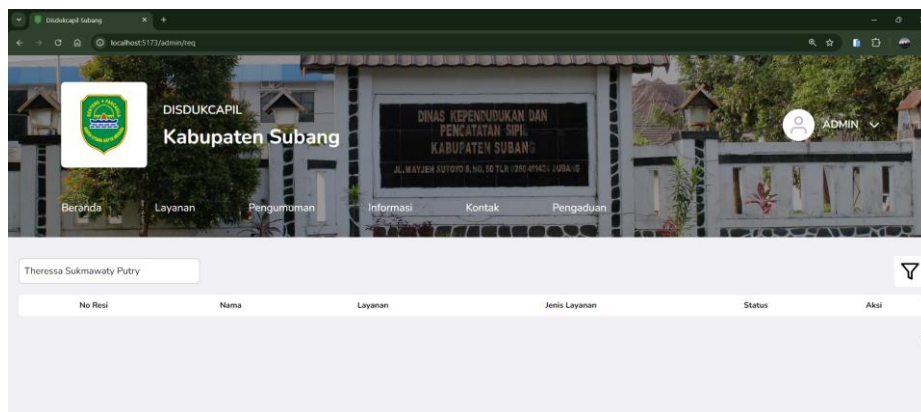 Disdukcapil Subang
localhost:5173/admin/req
DISDUKCAPIL
Kabupaten Subang
DINAS KEPENDUDUKAN DAN
PENCATATAN SIPIL
KABUPATEN SUBANG
ADMIN
Beranda Layanan Pengumuman Informasi Kontak Pengaduan
Theressa Sukmawaty Putry
No Resi Nama Layanan Jenis Layanan Status Aksi